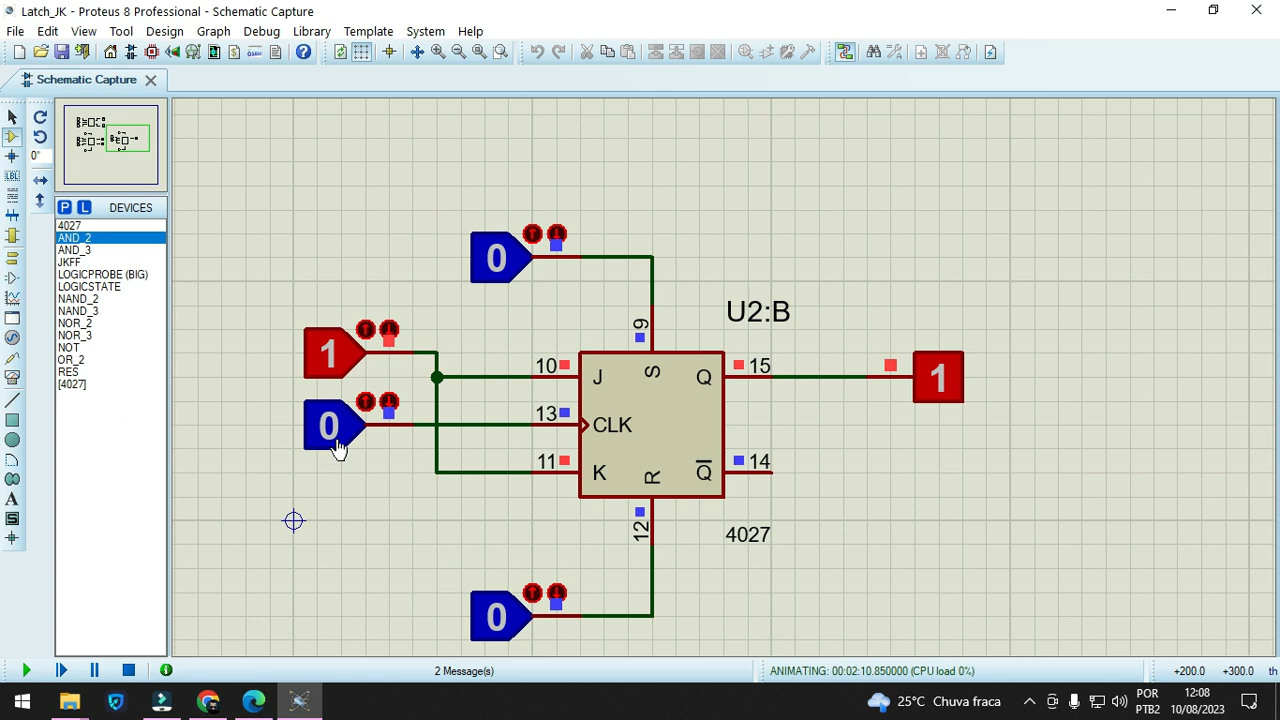 Latch_JK - Proteus 8 Professional - Schematic Capture
File Edit View Tool Design Graph Debug Library Template System Help
Schematic Capture
0°
P L DEVICES
4027
AND_2
AND_3
JKFF
LOGICPROBE (BIG)
LOGICSTATE
NAND_2
NAND_3
NOR_2
NOR_3
NOT
OR_2
RES
[4027]
LBL
A
S
0
U2:B
9
1
10 J S Q 15
1
0
13 CLK
11 K R Q 14
12
4027
0
2 Message(s)
ANIMATING: 00:02:10.850000 (CPU load 0%)
+200.0 +300.0 th
25°C Chuva fraca
POR
PTB2
12:08
10/08/2023